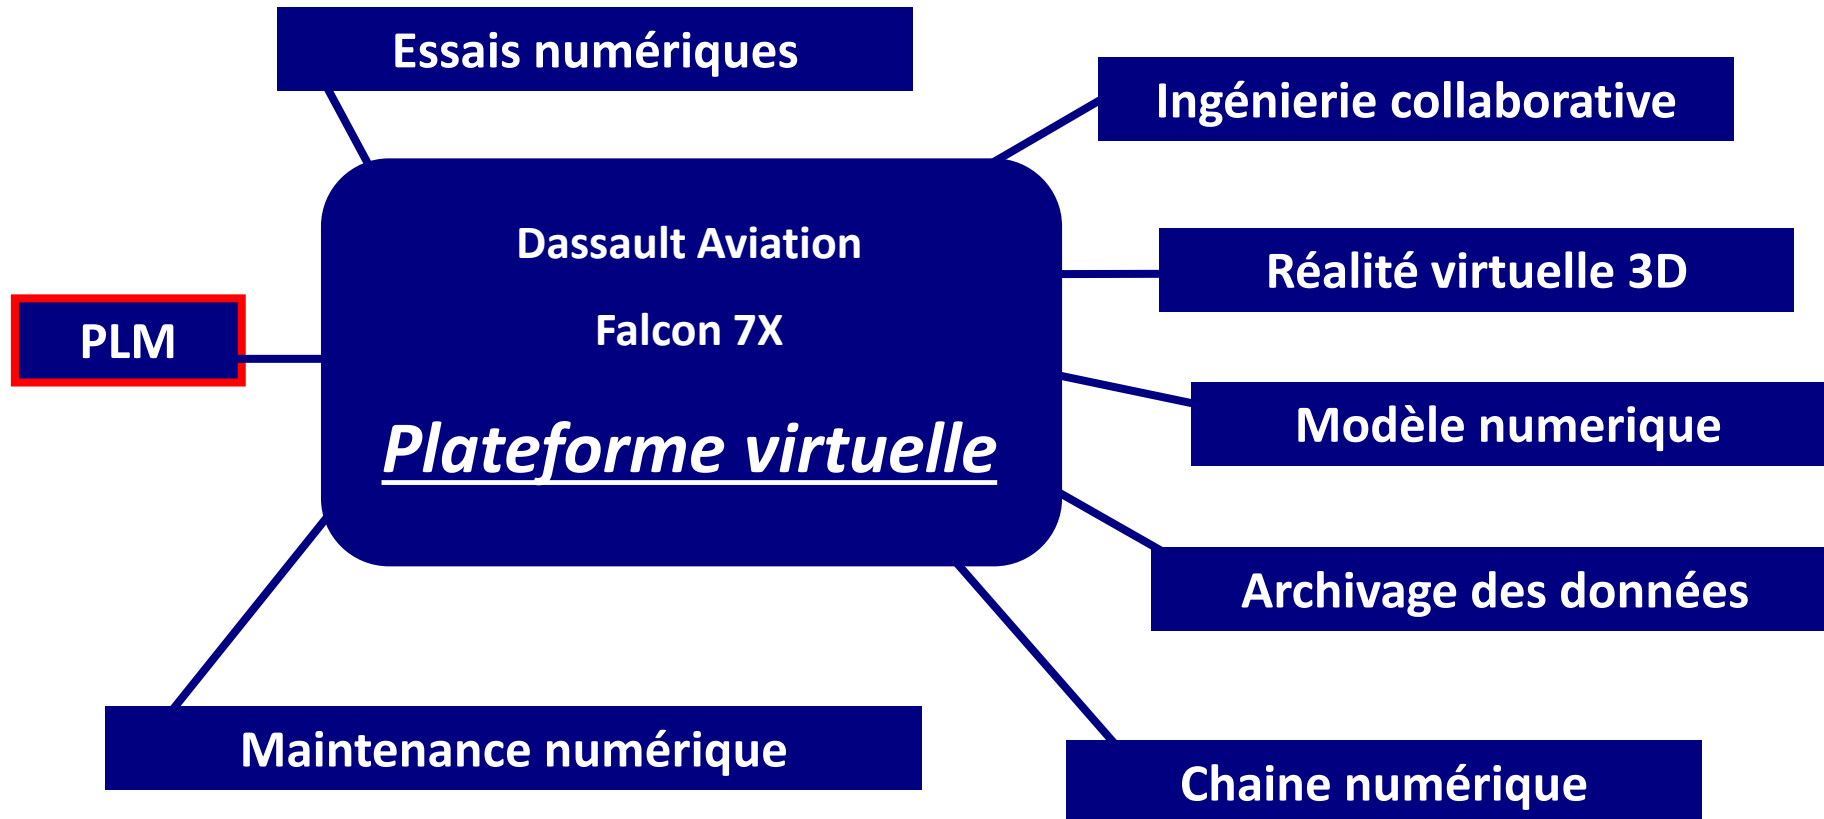 Essais numériques
Ingénierie collaborative
Dassault Aviation
Réalité virtuelle 3D
Falcon 7X
PLM
Modèle numerique
Plateforme virtuelle
Archivage des données
Maintenance numérique
Chaine numérique